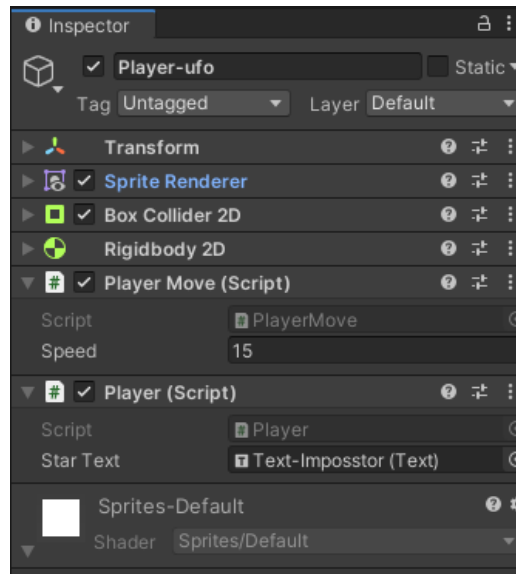 Inspector
Player-ufo Static
Tag Untagged Layer Default
Transform
Sprite Renderer
Box Collider 2D
Rigidbody 2D
# Player Move (Script)
Script # PlayerMove
Speed 15
# Player (Script)
Script # Player
Star Text T Text-Imposstor (Text)
Sprites-Default
Shader Sprites/Default